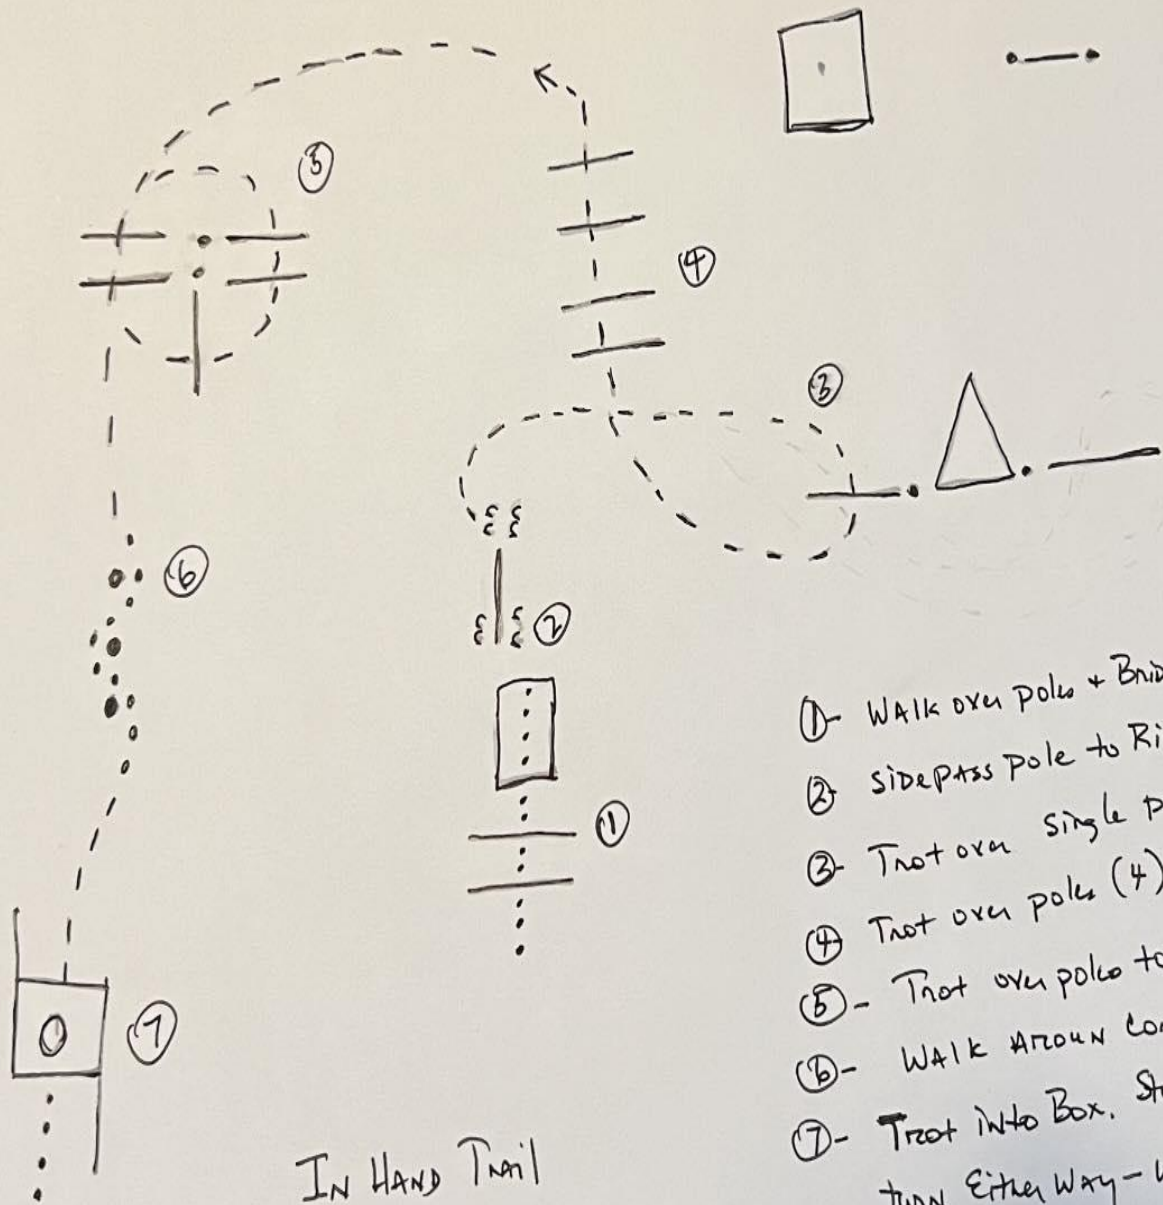 ⑤
④
③
⑥
②
①
⑦
①- WALK over poles + Brid
② SIDEPASS pole to Ri
③- Trot over single p
④ Trot over poles (4)
⑤- Trot over poles to
⑥- WALK AROUN Co
⑦- Trot into Box. St
turn Either WAY - W
IN HAND TRAIL